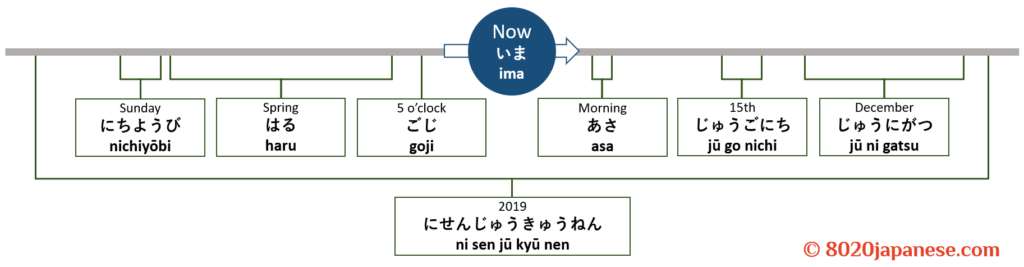 Now
いま
ima
Sunday
にちようび
nichiyōbi
Spring
はる
haru
5 o’clock
ごじ
goji
Morning
あさ
asa
15th
じゅうごにち
jū go nichi
December
じゅうにがつ
jū ni gatsu
2019
にせんじゅうきゅうねん
ni sen jū kyū nen
© 8020japanese.com